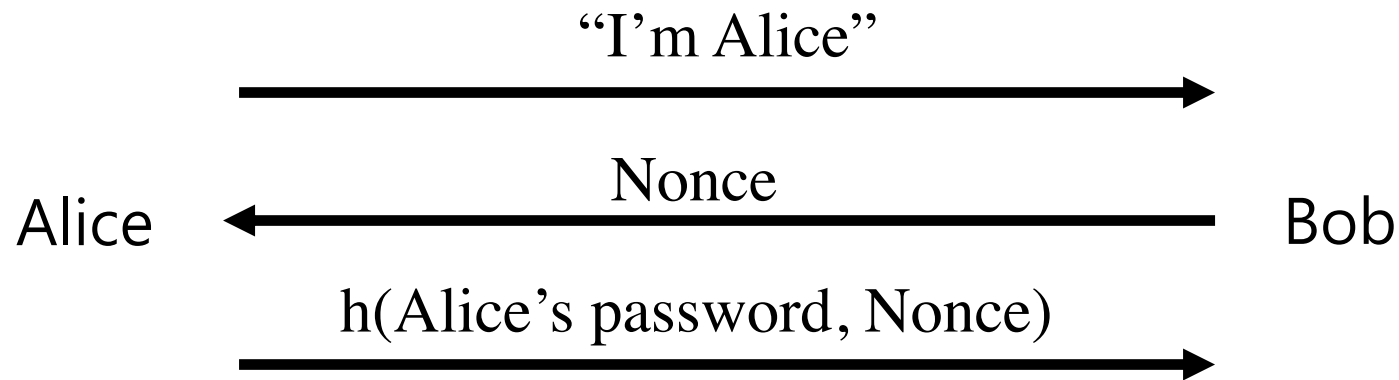 “I’m Alice”
Nonce
Alice
Bob
h(Alice’s password, Nonce)